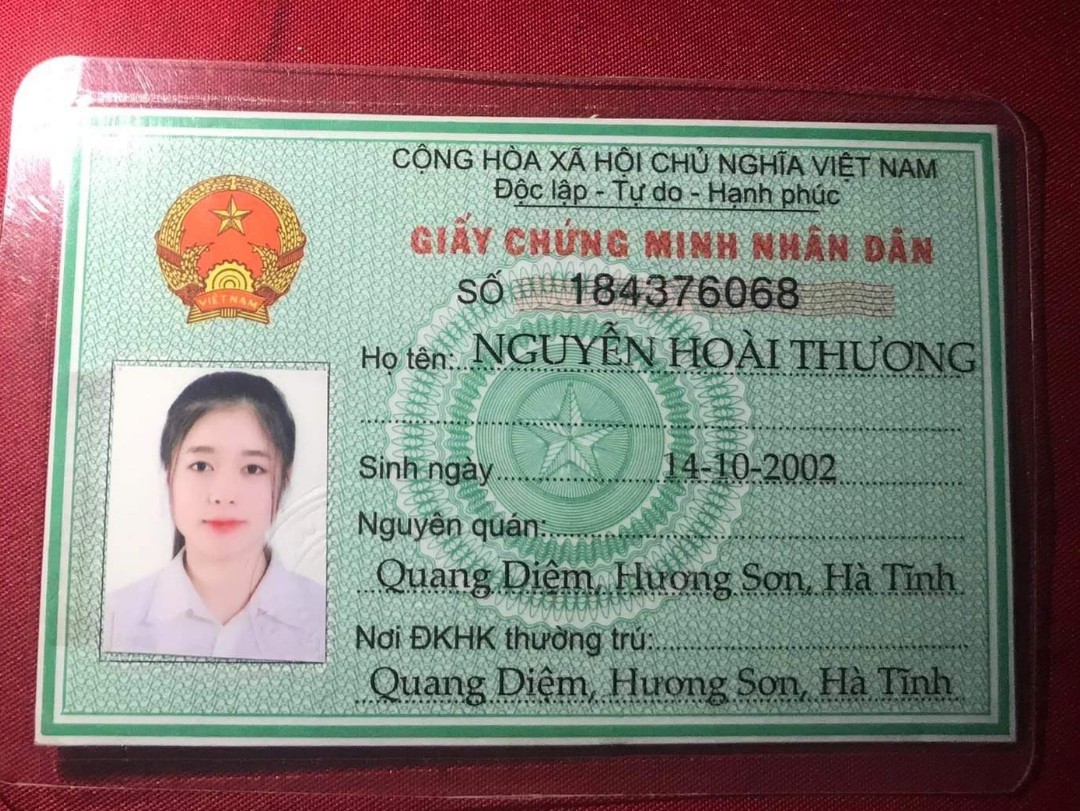 CỘNG HÒA XÃ HỘI CHỦ NGHĨA VIỆT NAM
Độc lập - Tự do - Hạnh phúc
GIẤY CHỨNG MINH NHÂN DÂN
SỐ 184376068
VIỆT NAM
Họ tên: NGUYỄN HOÀI THƯƠNG
Sinh ngày 14-10-2002
Nguyên quán:
Quang Diệm, Hương Sơn, Hà Tĩnh
Nơi ĐKHK thường trú:
Quang Diệm, Hương Sơn, Hà Tĩnh